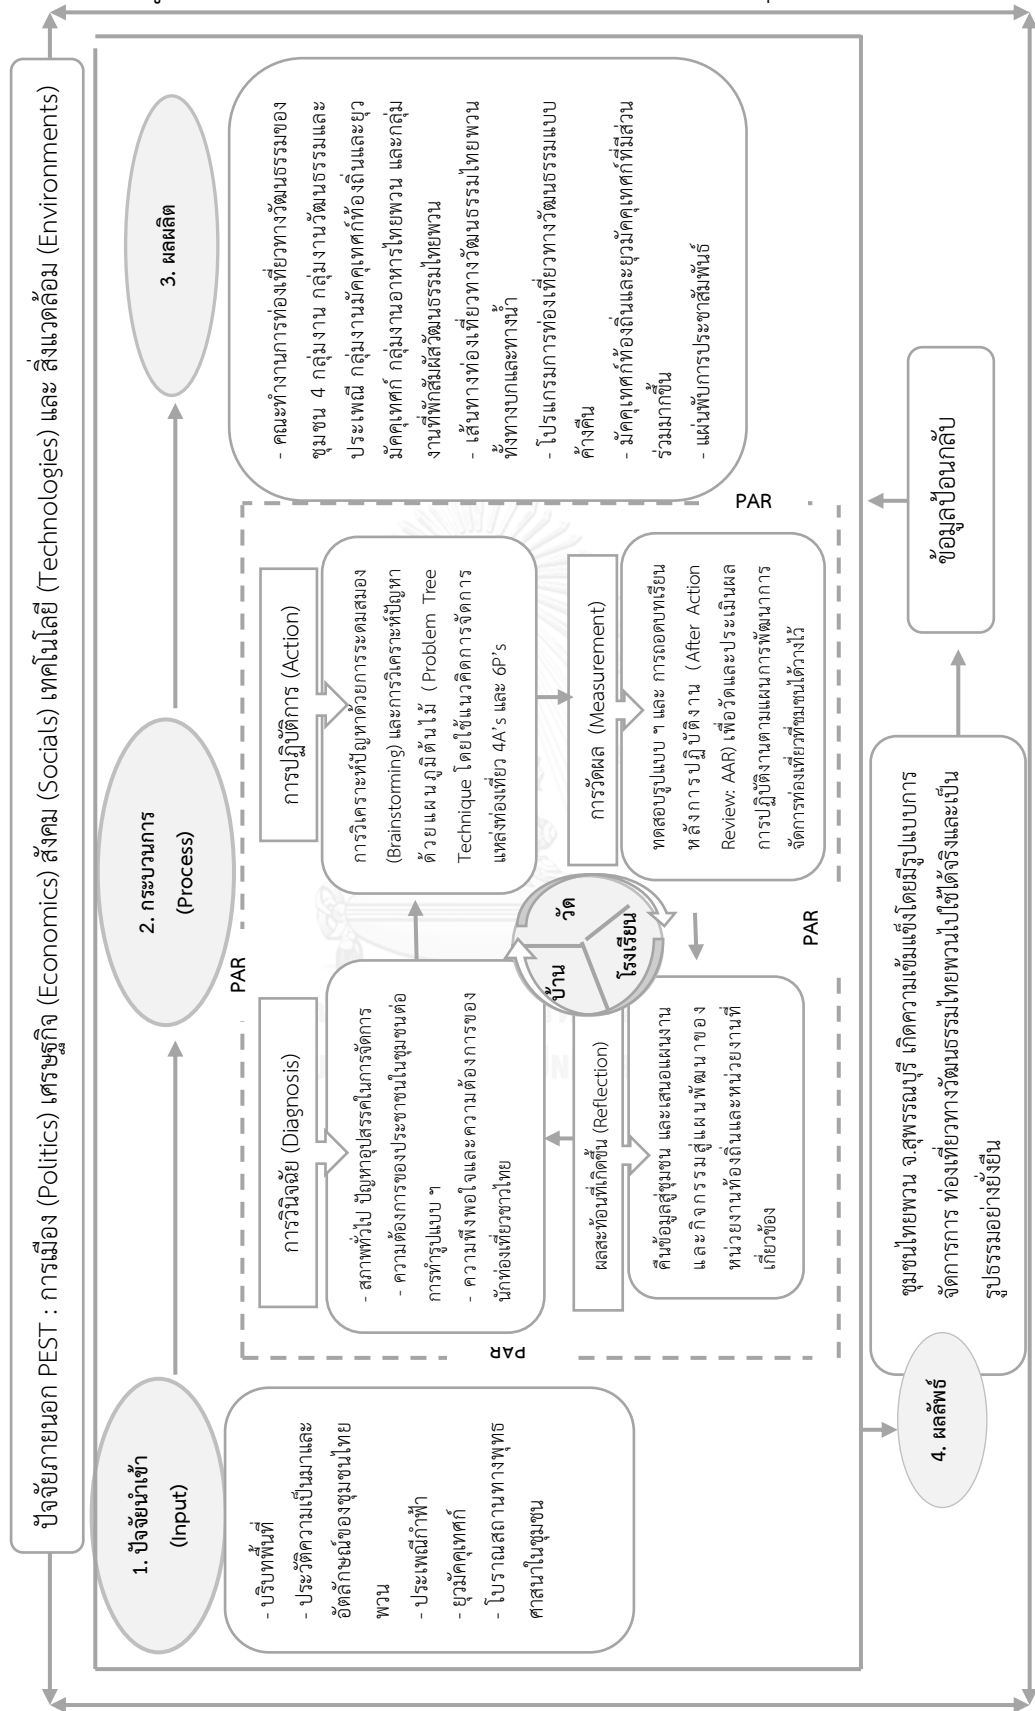 ปัจจัยภายนอก PEST : การเมือง (Politics) เศรษฐกิจ (Economics) สังคม (Socials) เทคโนโลยี (Technologies) และ สิ่งแวดล้อม (Environments)
1. ปัจจัยนำเข้า
(Input)
- บริบทพื้นที่
- ประวัติความเป็นมาและ
อัตลักษณ์ของชุมชนไทย
พวน
- ประเพณีกำฟ้า
- ยุวมัคคุเทศก์
- โบราณสถานทางพุทธ
ศาสนาในชุมชน
2. กระบวนการ
(Process)
PAR
PAR
การวินิจฉัย (Diagnosis)
- สภาพทั่วไป ปัญหาอุปสรรคในการจัดการ
- ความต้องการของประชาชนในชุมชนต่อ
การทำรูปแบบ ฯ
- ความพึงพอใจและความต้องการของ
นักท่องเที่ยวชาวไทย
การปฏิบัติการ (Action)
การวิเคราะห์ปัญหาด้วยการระดมสมอง
(Brainstorming) และการวิเคราะห์ปัญหา
ด้วยแผนภูมิต้นไม้ (Problem Tree
Technique โดยใช้แนวคิดการจัดการ
แหล่งท่องเที่ยว 4A's และ 6P's
บ้าน
วัด
โรงเรียน
ผลสะท้อนที่เกิดขึ้น (Reflection)
คืนข้อมูลสู่ชุมชน และเสนอแผนงาน
และกิจกรรมสู่แผนพัฒนาของ
หน่วยงานท้องถิ่นและหน่วยงานที่
เกี่ยวข้อง
การวัดผล (Measurement)
ทดสอบรูปแบบ ฯ และ การถอดบทเรียน
หลังการปฏิบัติงาน (After Action
Review: AAR) เพื่อวัดและประเมินผล
การปฏิบัติงานตามแผนการพัฒนาการ
จัดการท่องเที่ยวที่ชุมชนได้วางไว้
PAR
PAR
3. ผลผลิต
- คณะทำงานการท่องเที่ยวทางวัฒนธรรมของ
ชุมชน 4 กลุ่มงาน กลุ่มงานวัฒนธรรมและ
ประเพณี กลุ่มงานมัคคุเทศก์ท้องถิ่นและยุว
มัคคุเทศก์ กลุ่มงานอาหารไทยพวน และกลุ่ม
งานที่พักสัมผัสวัฒนธรรมไทยพวน
- เส้นทางท่องเที่ยวทางวัฒนธรรมไทยพวน
ทั้งทางบกและทางน้ำ
- โปรแกรมการท่องเที่ยวทางวัฒนธรรมแบบ
ค้างคืน
- มัคคุเทศก์ท้องถิ่นและยุวมัคคุเทศก์ที่มีส่วน
ร่วมมากขึ้น
- แผ่นพับการประชาสัมพันธ์
4. ผลลัพธ์
ชุมชนไทยพวน จ.สุพรรณบุรี เกิดความเข้มแข็งโดยมีรูปแบบการ
จัดการการ ท่องเที่ยวทางวัฒนธรรมไทยพวนไปใช้ได้จริงและเป็น
รูปธรรมอย่างยั่งยืน
ข้อมูลป้อนกลับ